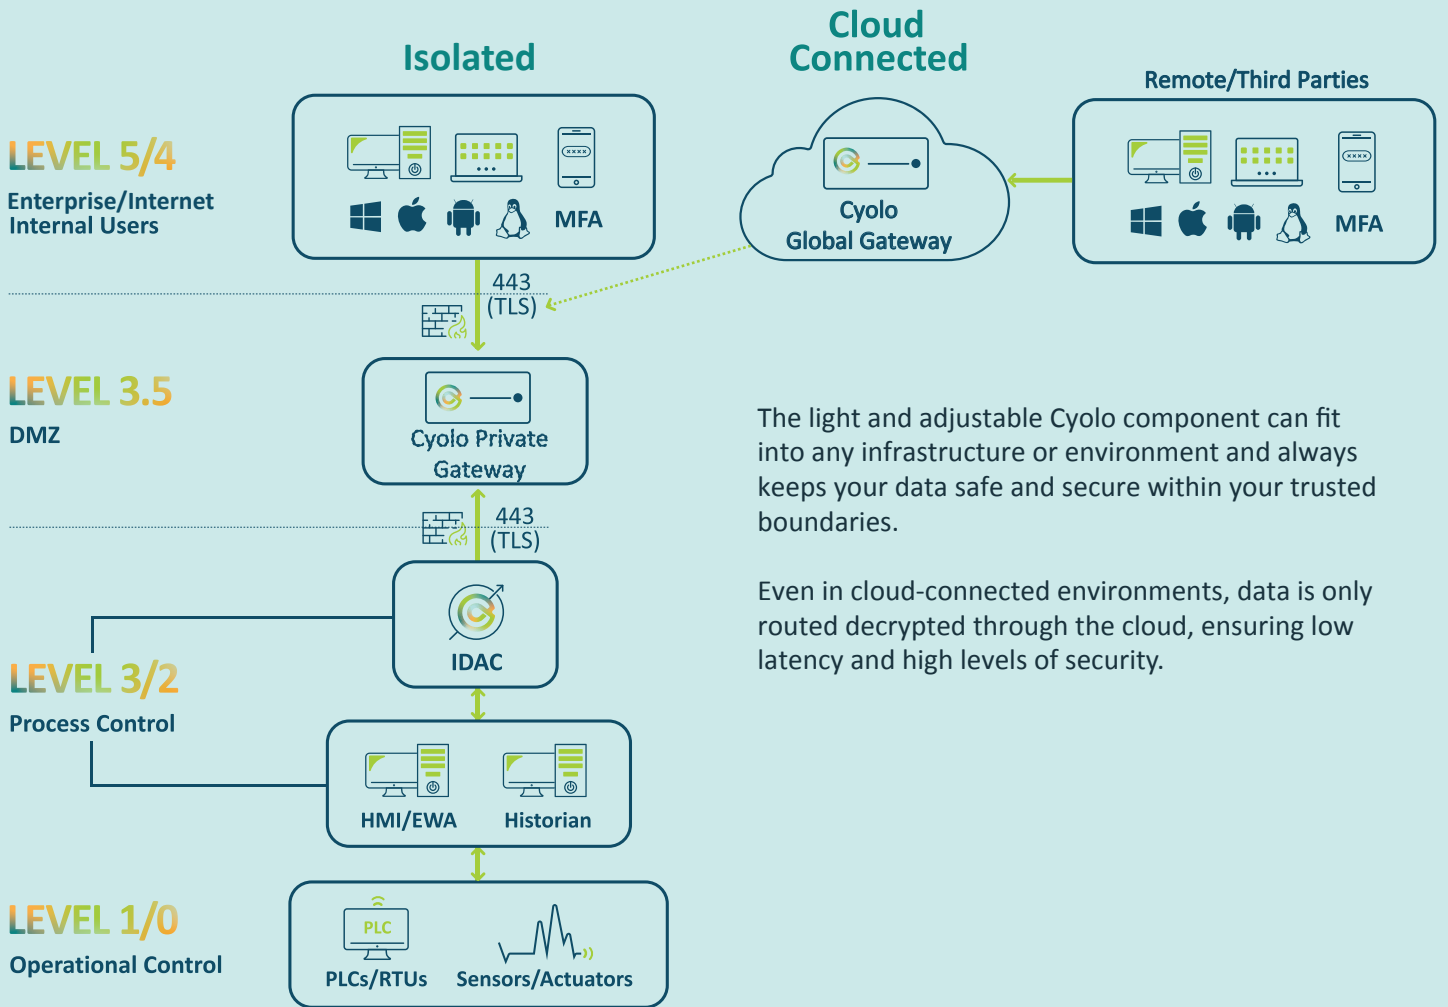 Isolated
Cloud
Connected
Remote/Third Parties
LEVEL 5/4
Enterprise/Internet
Internal Users
xxxx
MFA
Cyolo
Global Gateway
xxxx
MFA
443
(TLS)
LEVEL 3.5
DMZ
Cyolo Private
Gateway
The light and adjustable Cyolo component can fit
into any infrastructure or environment and always
keeps your data safe and secure within your trusted
boundaries.
Even in cloud-connected environments, data is only
routed decrypted through the cloud, ensuring low
latency and high levels of security.
443
(TLS)
IDAC
LEVEL 3/2
Process Control
HMI/EWA
Historian
LEVEL 1/0
Operational Control
PLC
PLCs/RTUs
Sensors/Actuators